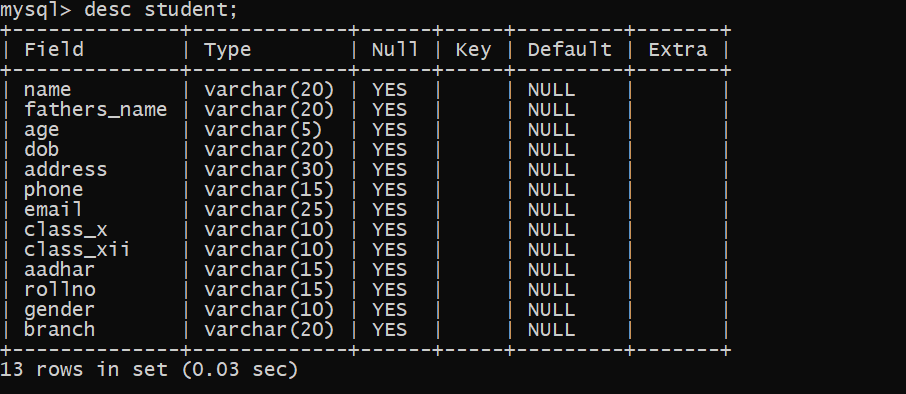 mysql> desc student;
+--------------+-------------+------+-----+---------+-------+
| Field        | Type        | Null | Key | Default | Extra |
+--------------+-------------+------+-----+---------+-------+
| name         | varchar(20) | YES  |     | NULL    |       |
| fathers_name | varchar(20) | YES  |     | NULL    |       |
| age          | varchar(5)  | YES  |     | NULL    |       |
| dob          | varchar(20) | YES  |     | NULL    |       |
| address      | varchar(30) | YES  |     | NULL    |       |
| phone        | varchar(15) | YES  |     | NULL    |       |
| email        | varchar(25) | YES  |     | NULL    |       |
| class_x      | varchar(10) | YES  |     | NULL    |       |
| class_xii    | varchar(10) | YES  |     | NULL    |       |
| aadhar       | varchar(15) | YES  |     | NULL    |       |
| rollno       | varchar(15) | YES  |     | NULL    |       |
| gender       | varchar(10) | YES  |     | NULL    |       |
| branch       | varchar(20) | YES  |     | NULL    |       |
+--------------+-------------+------+-----+---------+-------+
13 rows in set (0.03 sec)